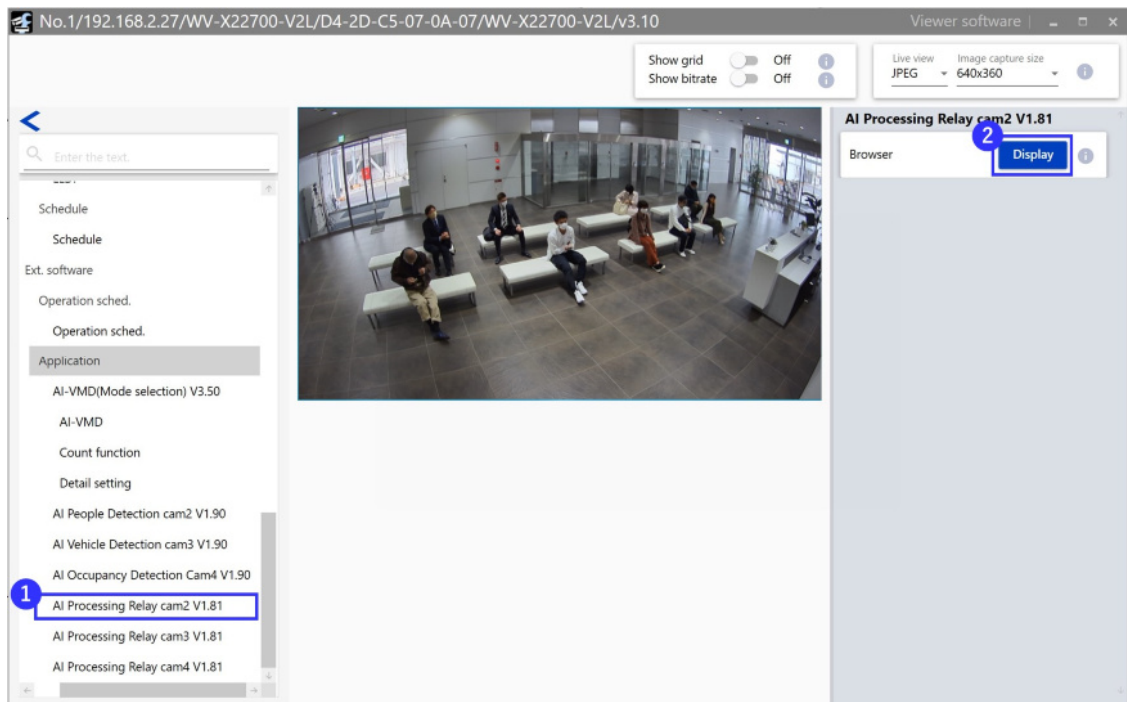 No.1/192.168.2.27/WV-X22700-V2L/D4-2D-C5-07-0A-07/WV-X22700-V2L/v3.10
Viewer software
Show grid Off
Show bitrate Off
Live view Image capture size
JPEG 640x360
Enter the text.
Schedule
Schedule
Ext. software
Operation sched.
Operation sched.
Application
AI-VMD(Mode selection) V3.50
AI-VMD
Count function
Detail setting
AI People Detection cam2 V1.90
AI Vehicle Detection cam3 V1.90
AI Occupancy Detection Cam4 V1.90
1
AI Processing Relay cam2 V1.81
AI Processing Relay cam3 V1.81
AI Processing Relay cam4 V1.81
AI Processing Relay cam2 V1.81
2
Browser Display